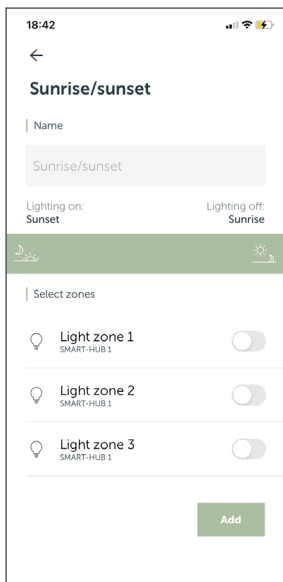 18:42
Sunrise/sunset
Name
Sunrise/sunset
Lighting on: Lighting off:
Sunset Sunrise
Select zones
Light zone 1
SMART-HUB 1
Light zone 2
SMART-HUB 1
Light zone 3
SMART-HUB 1
Add